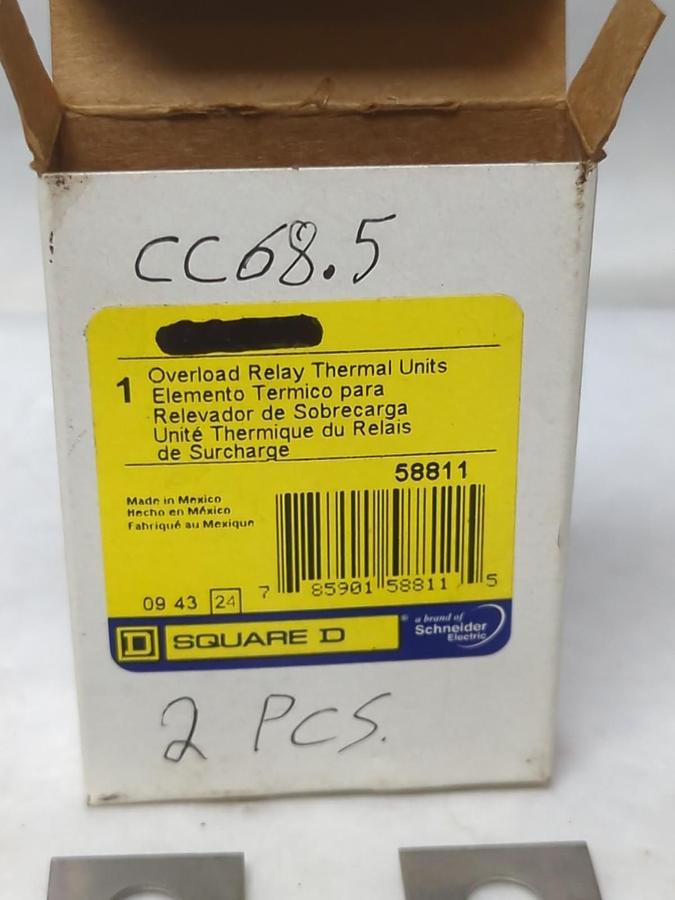 CC68.5
1 Overload Relay Thermal Units
Elemento Termico para
Relevador de Sobrecarga
Unité Thermique du Relais
de Surcharge
58811
Made in Mexico
Hecho en México
Fabriqué au Mexique
7 85901 58811 5
09 43 24
D SQUARE D ® a brand of
Schneider
Electric
2 PCS.